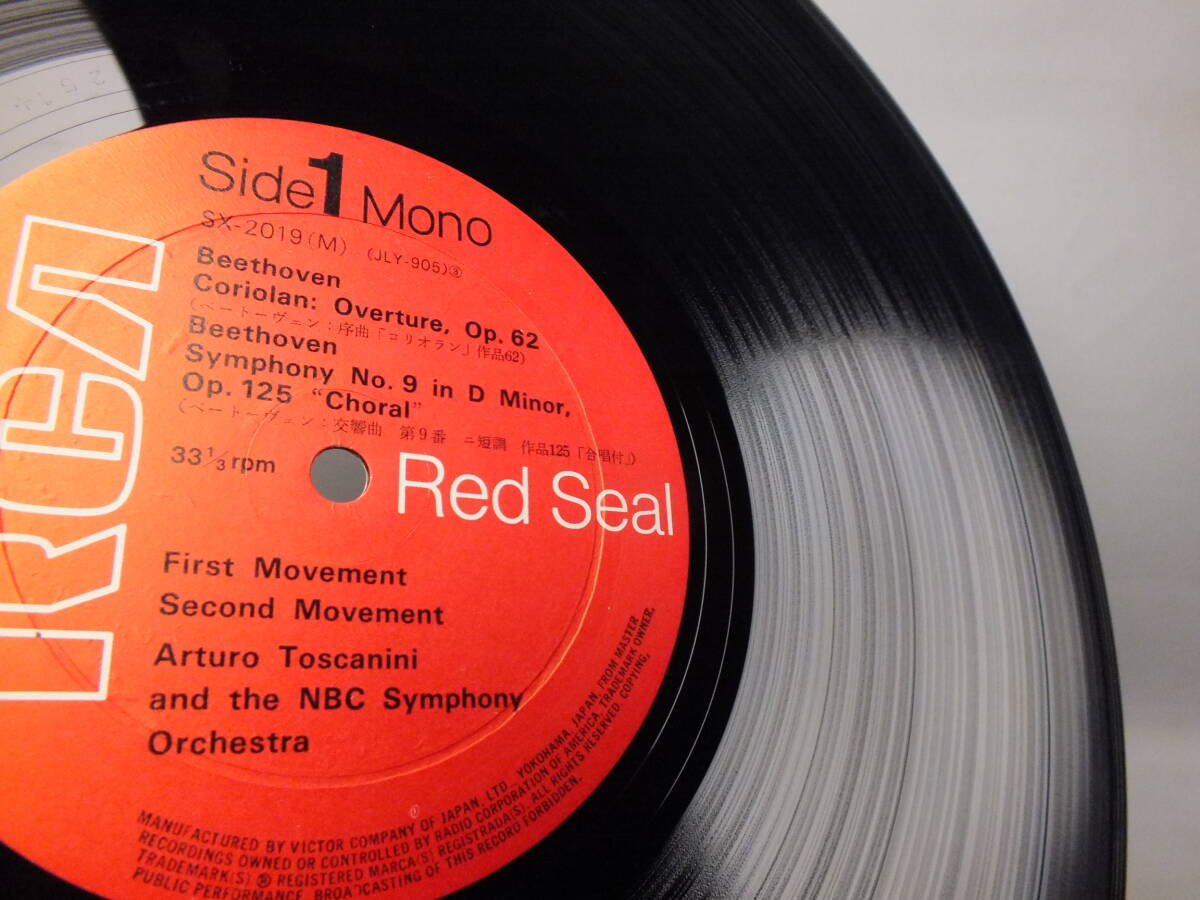 Side 1 Mono
SX-2019(M) (JLY-905)③
Beethoven
Coriolan: Overture, Op. 62
(ベートーヴェン:序曲「コリオラン」作品62)
Beethoven
Symphony No. 9 in D Minor,
Op. 125 "Choral"
(ベートーヴェン:交響曲 第9番 ニ短調 作品125「合唱付」)
33⅓ rpm
RCA
Red Seal
First Movement
Second Movement
Arturo Toscanini
and the NBC Symphony
Orchestra
MANUFACTURED BY VICTOR COMPANY OF JAPAN, LTD., YOKOHAMA, JAPAN, FROM MASTER
RECORDINGS OWNED OR CONTROLLED BY RADIO CORPORATION OF AMERICA, TRADEMARK OWNER.
TRADEMARK(S) ® REGISTERED MARCA(S) REGISTRADA(S). ALL RIGHTS RESERVED COPYING,
PUBLIC PERFORMANCE, BROADCASTING OF THIS RECORD FORBIDDEN.